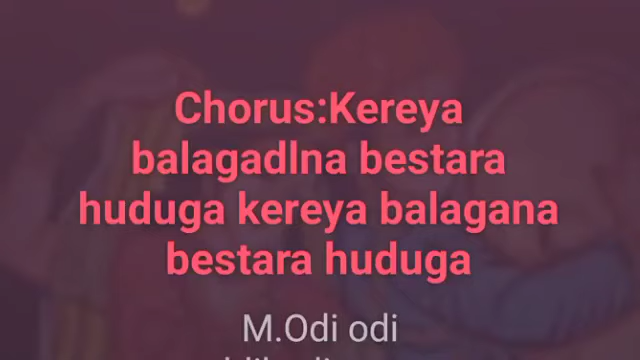 Chorus:Kereya
balagadlna bestara
huduga kereya balagana
bestara huduga
M.Odi odi